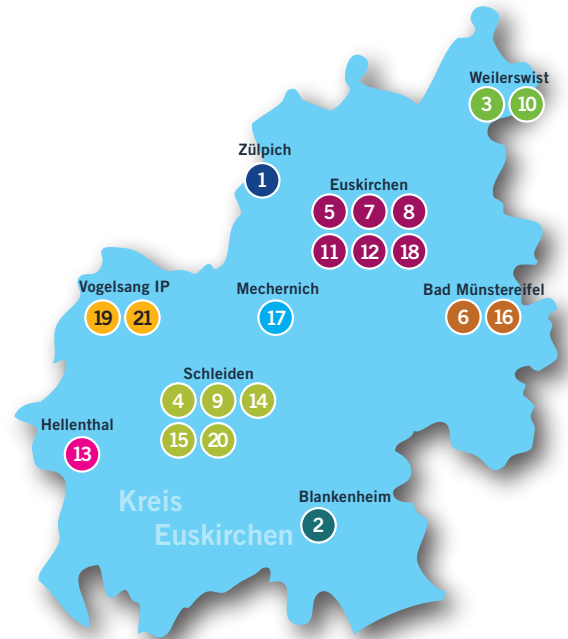 Weilerswist
3 10
Zülpich
1
Euskirchen
5 7 8
11 12 18
Vogelsang IP
19 21
Mechernich
17
Bad Münstereifel
6 16
Schleiden
4 9 14
15 20
Hellenthal
13
Blankenheim
2
Kreis
Euskirchen